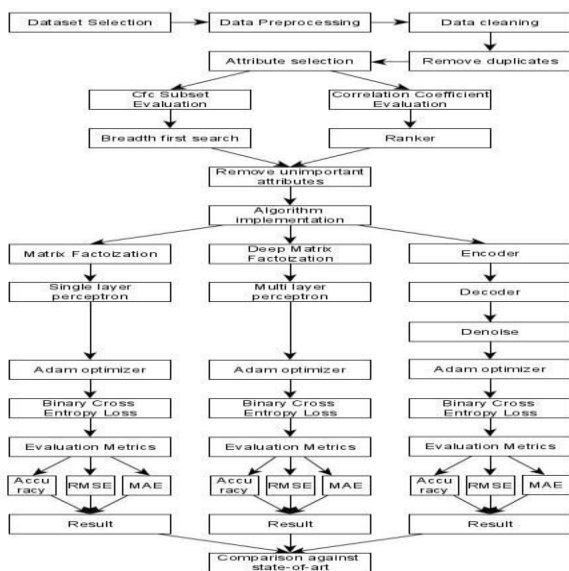 Dataset Selection
Data Preprocessing
Data cleaning
Attribute selection
Remove duplicates
Cfc Subset
Evaluation
Correlation Coefficient
Evaluation
Breadth first search
Ranker
Remove unimportant
attributes
Algorithm
implementation
Matrix Factoization
Deep Matrix
Factoization
Encoder
Single layer
perceptron
Multi layer
perceptron
Decoder
Denoise
Adam optimizer
Adam optimizer
Adam optimizer
Binary Cross
Entropy Loss
Binary Cross
Entropy Loss
Binary Cross
Entropy Loss
Evaluation Metrics
Evaluation Metrics
Evaluation Metrics
Accu
racy
RMSE
MAE
Accu
racy
RMSE
MAE
Accu
racy
RMSE
MAE
Result
Result
Result
Comparison against
state-of-art